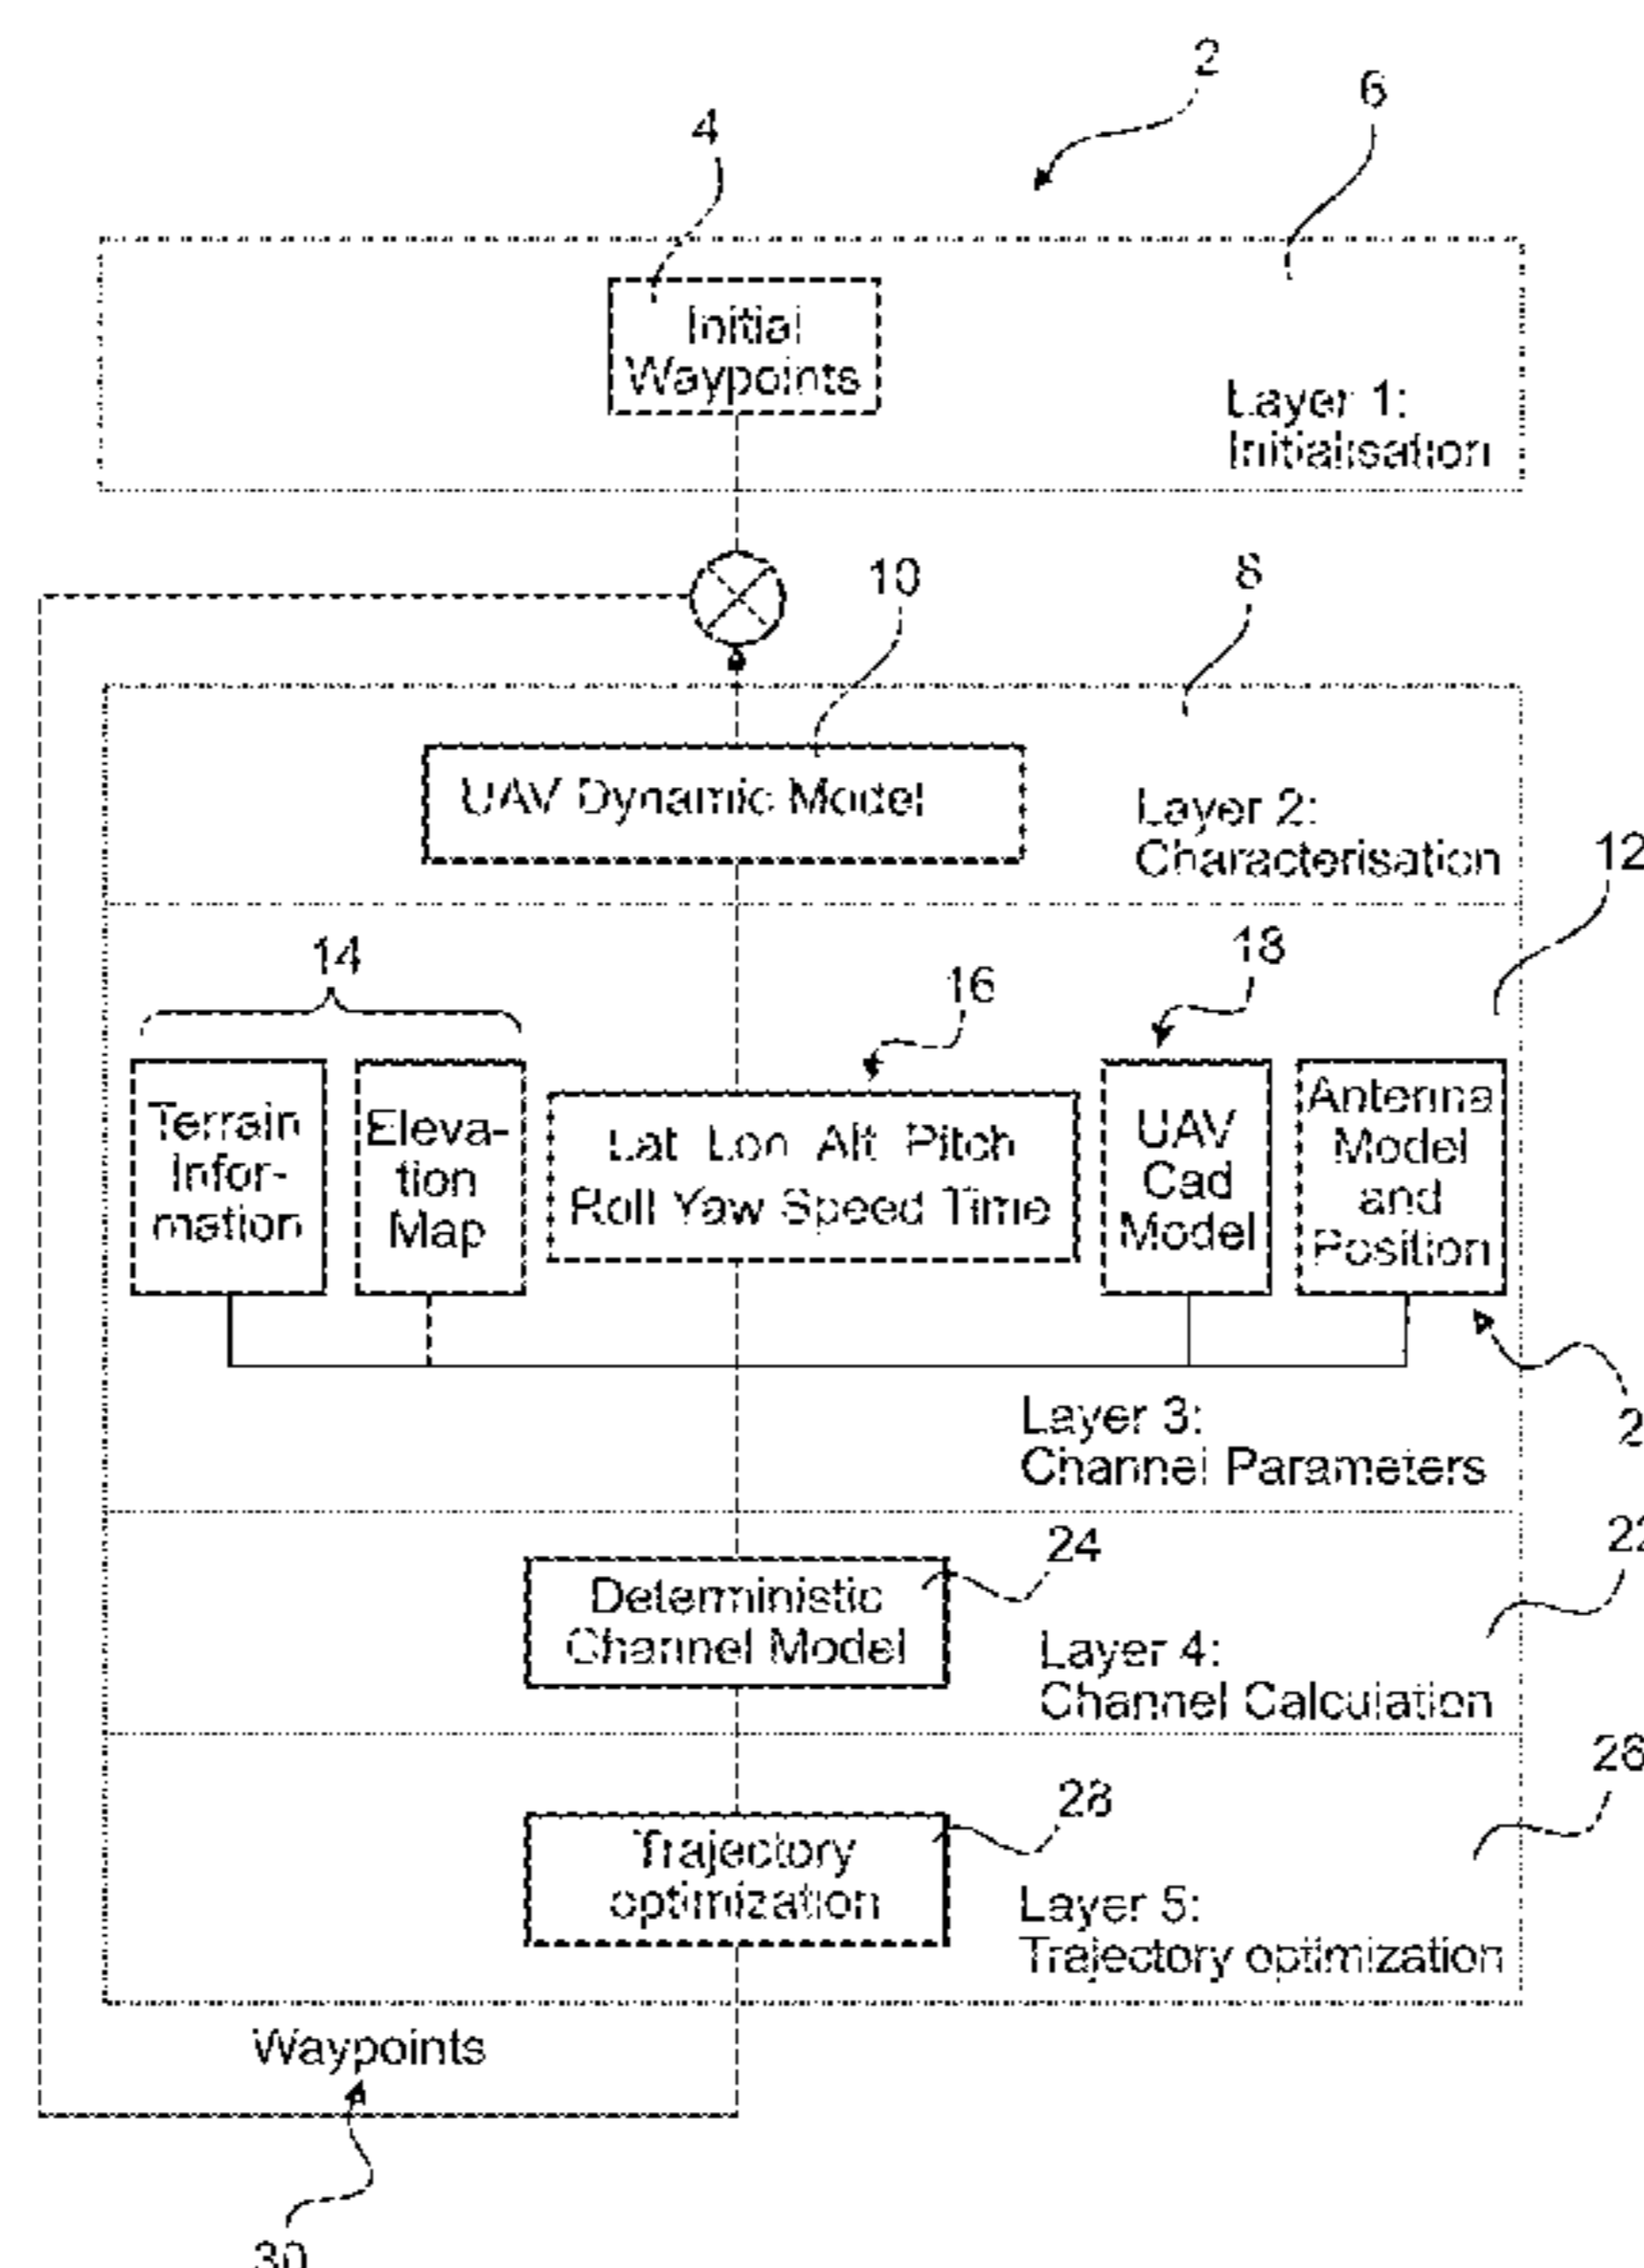 2
6
4
Initial
Waypoints
Layer 1:
Initialisation
10
8
UAV Dynamic Model
Layer 2:
Characterisation
12
14
16
18
Terrain
Infor-
mation
Eleva-
tion
Map
Lat Lon Alt Pitch
Roll Yaw Speed Time
UAV
Cad
Model
Antenna
Model
and
Position
2
Layer 3:
Channel Parameters
24
22
Deterministic
Channel Model
Layer 4:
Channel Calculation
26
28
Trajectory
optimization
Layer 5:
Trajectory optimization
Waypoints
30